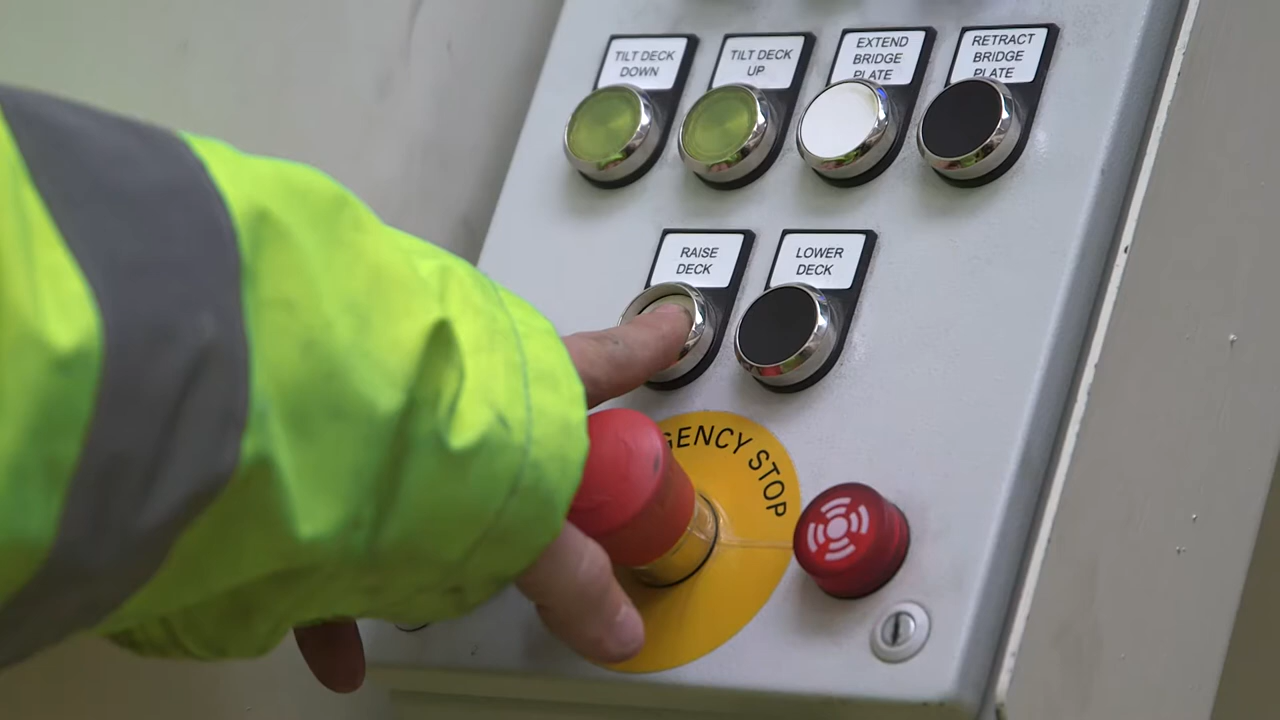 TILT DECK
DOWN
TILT DECK
UP
EXTEND
BRIDGE
PLATE
RETRACT
BRIDGE
PLATE
RAISE
DECK
LOWER
DECK
GENCY STOP